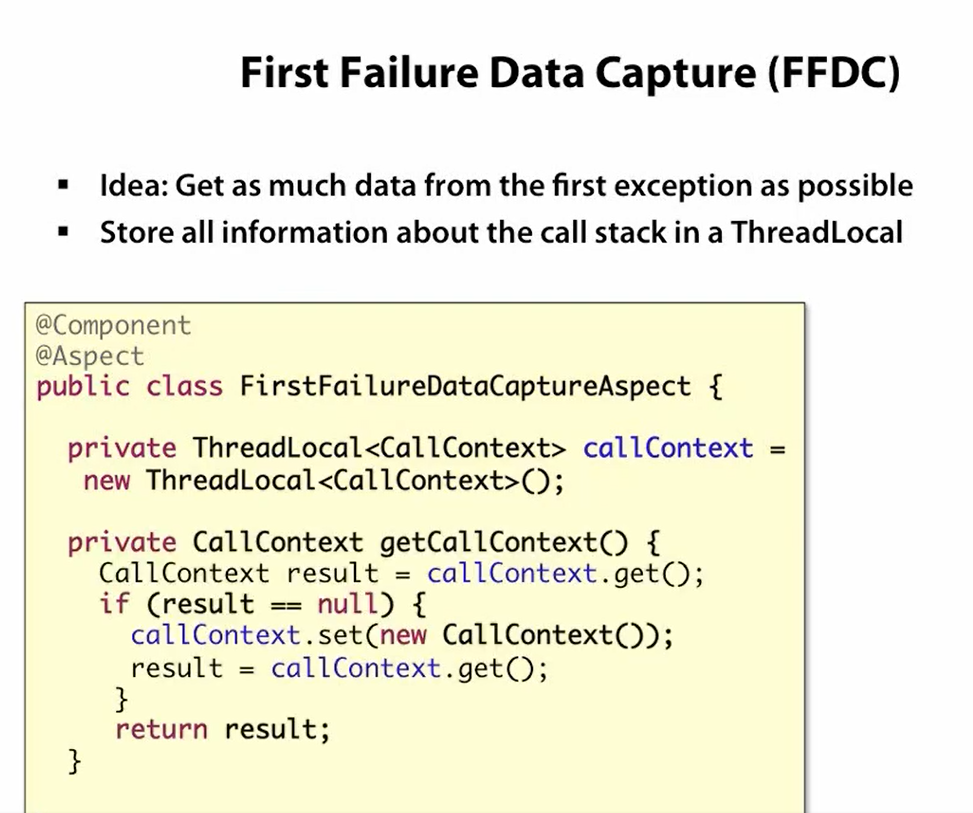 First Failure Data Capture (FFDC)
▪ Idea: Get as much data from the first exception as possible
▪ Store all information about the call stack in a ThreadLocal
@Component
@Aspect
public class FirstFailureDataCaptureAspect {
private ThreadLocal<CallContext> callContext =
new ThreadLocal<CallContext>();
private CallContext getCallContext() {
CallContext result = callContext.get();
if (result == null) {
callContext.set(new CallContext());
result = callContext.get();
}
return result;
}